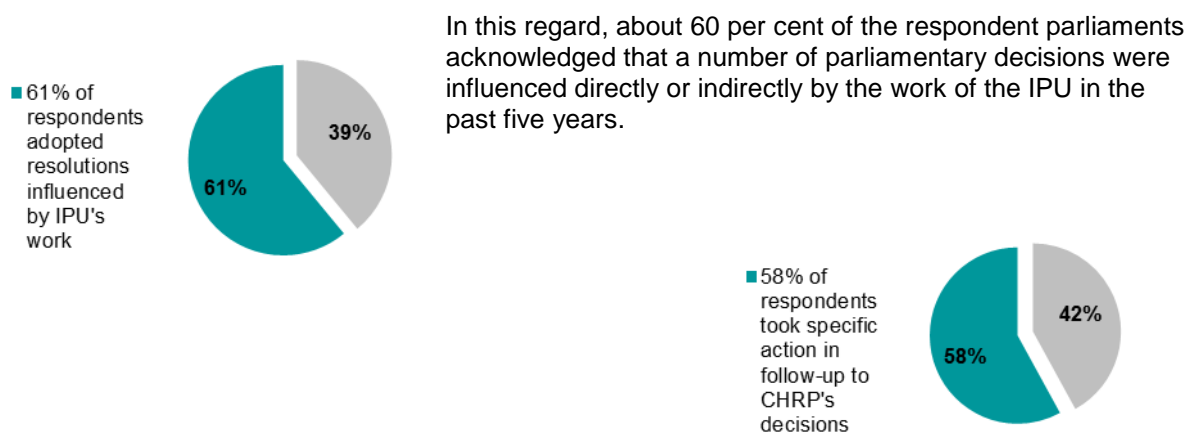 In this regard, about 60 per cent of the respondent parliaments
acknowledged that a number of parliamentary decisions were
influenced directly or indirectly by the work of the IPU in the
past five years.
61% of
respondents
adopted
resolutions
influenced
by IPU's
work
39%
61%
58% of
respondents
took specific
action in
follow-up to
CHRP's
decisions
42%
58%